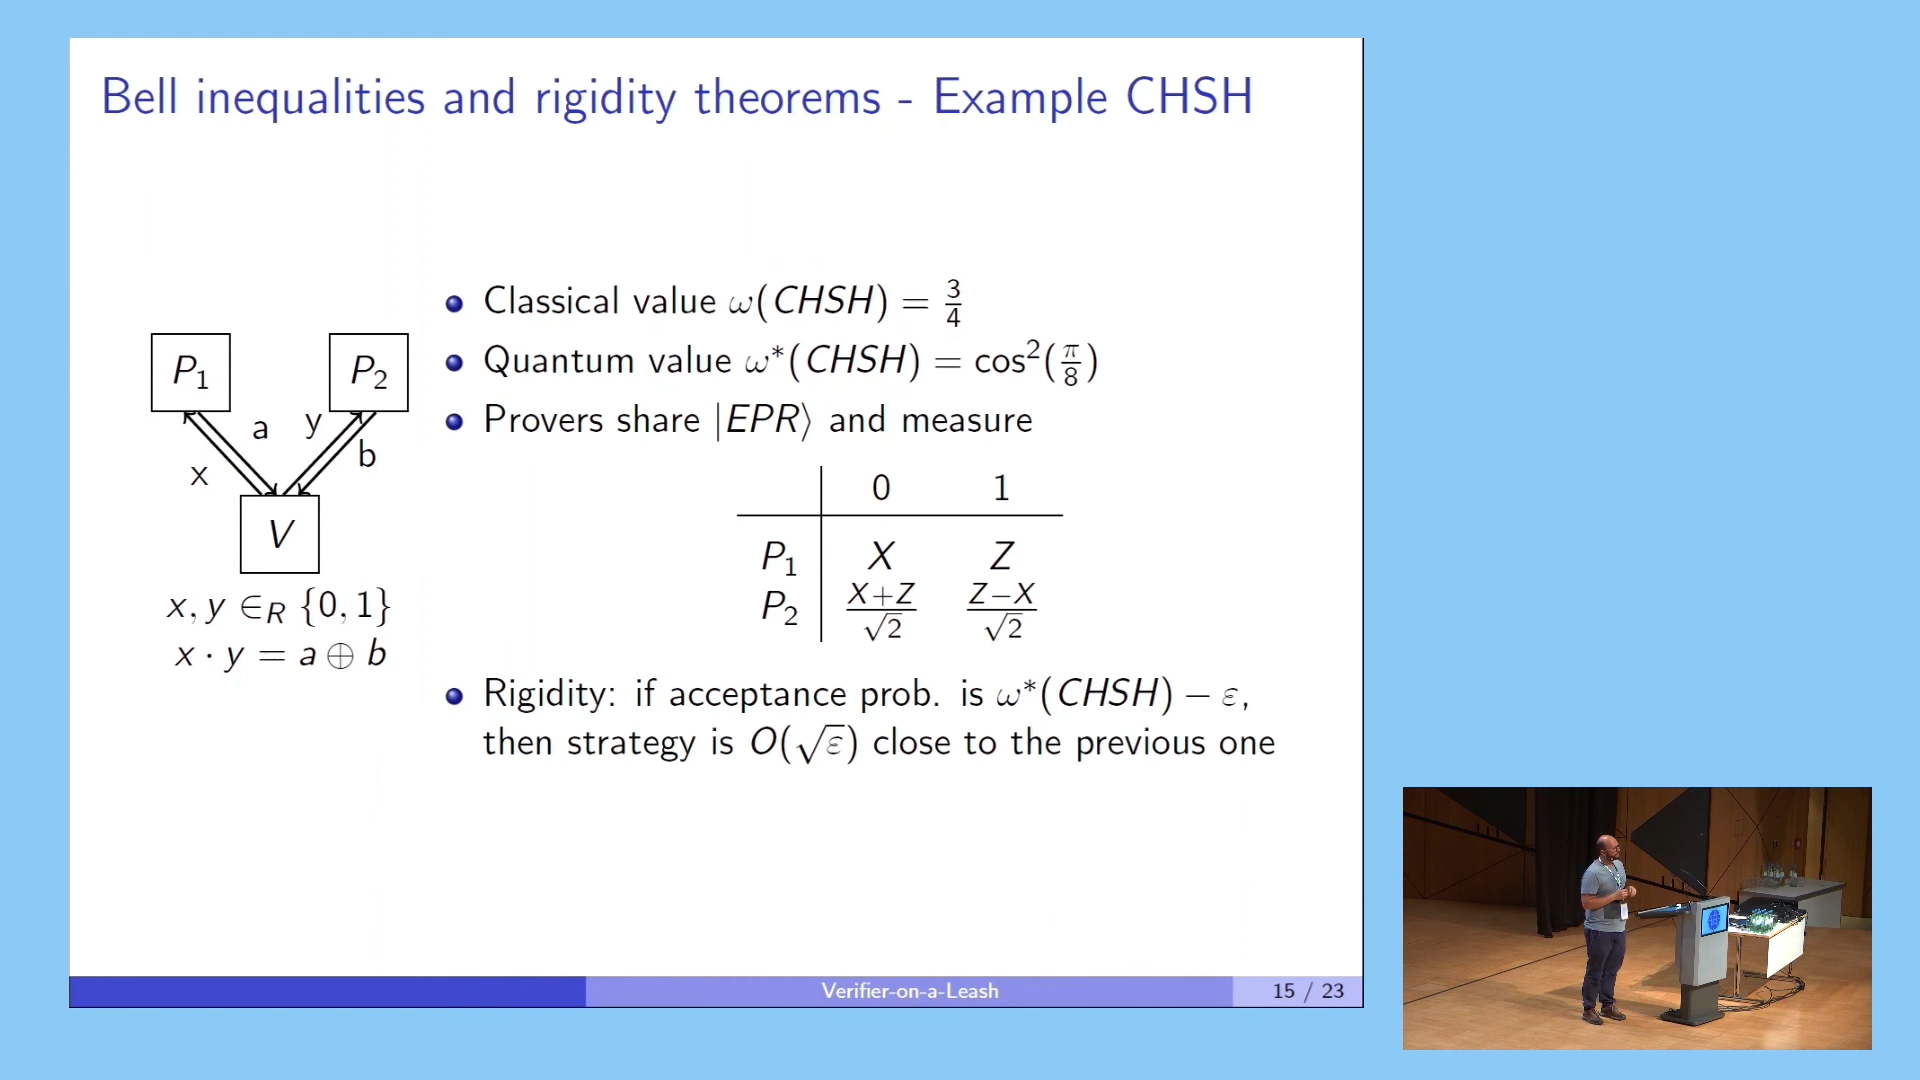 Bell inequalities and rigidity theorems - Example CHSH
P₁ P₂
a y
x b
V
x, y ∈_R {0, 1}
x · y = a ⊕ b
Classical value ω(CHSH) = 3/4
Quantum value ω*(CHSH) = cos²(π/8)
Provers share |EPR⟩ and measure
0 1
P₁ X Z
P₂ X+Z/√2 Z−X/√2
Rigidity: if acceptance prob. is ω*(CHSH) − ε,
then strategy is O(√ε) close to the previous one
Verifier-on-a-Leash
15 / 23